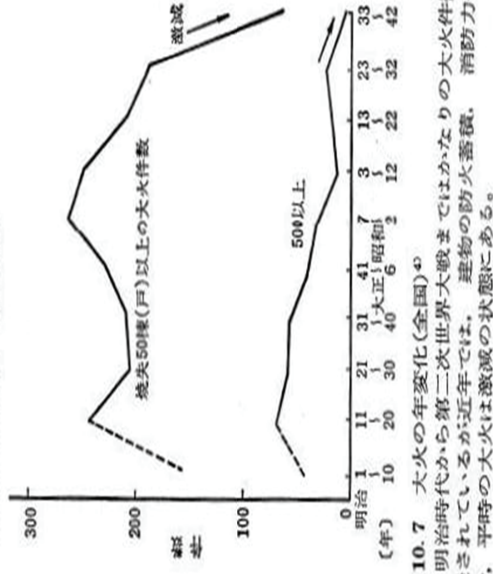 300
200
100
0
件数
激減
焼失50棟(戸)以上の大火件数
500以上
明治 1 11 21 31 41 7 3 13 23 33
〜 〜 〜 〜 〜大正〜昭和〜 〜 〜 〜
(年) 10 20 30 40 6 2 12 22 32 42
10.7 大火の年変化(全国)⁴⁾
明治時代から第二次世界大戦まではかなりの大火件
されているが近年では,建物の防火蓄積,消防力
,平時の大火は激減の状態にある。